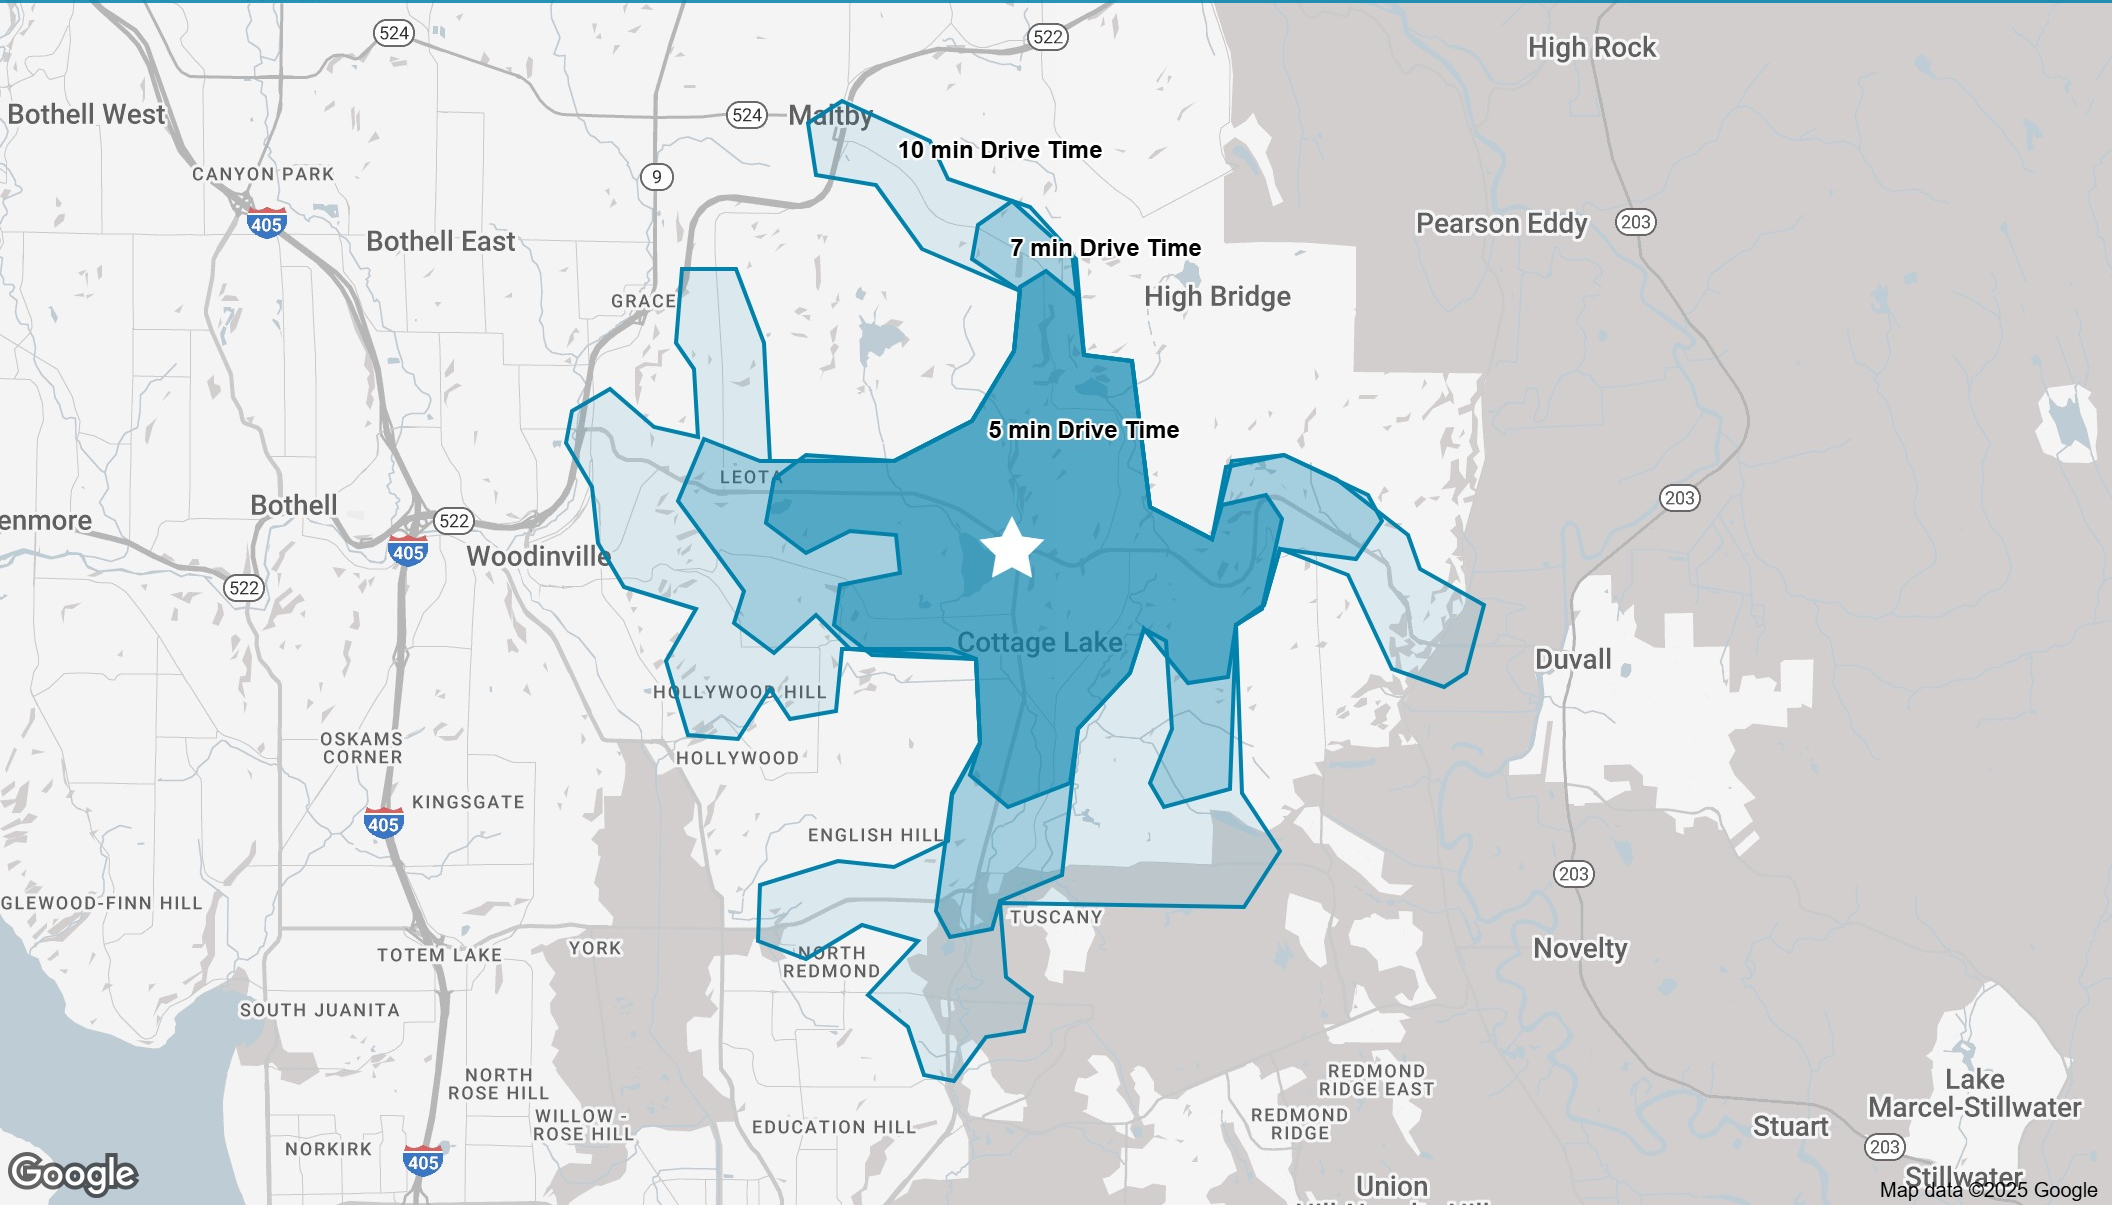 524
522
High Rock
Bothell West
524
Maltby
10 min Drive Time
CANYON PARK
9
405
Bothell East
7 min Drive Time
Pearson Eddy
203
GRACE
High Bridge
5 min Drive Time
LEOTA
Bothell
203
enmore
522
405
Woodinville
522
Cottage Lake
Duvall
HOLLYWOOD HILL
OSKAMS
CORNER
HOLLYWOOD
KINGSGATE
405
ENGLISH HILL
203
GLEWOOD-FINN HILL
TUSCANY
TOTEM LAKE
YORK
NORTH
REDMOND
Novelty
SOUTH JUANITA
NORTH
ROSE HILL
REDMOND
RIDGE EAST
Lake
Marcel-Stillwater
WILLOW -
ROSE HILL
EDUCATION HILL
REDMOND
RIDGE
Stuart
NORKIRK
405
203
Google
Union
Stillwater
Map data ©2025 Google